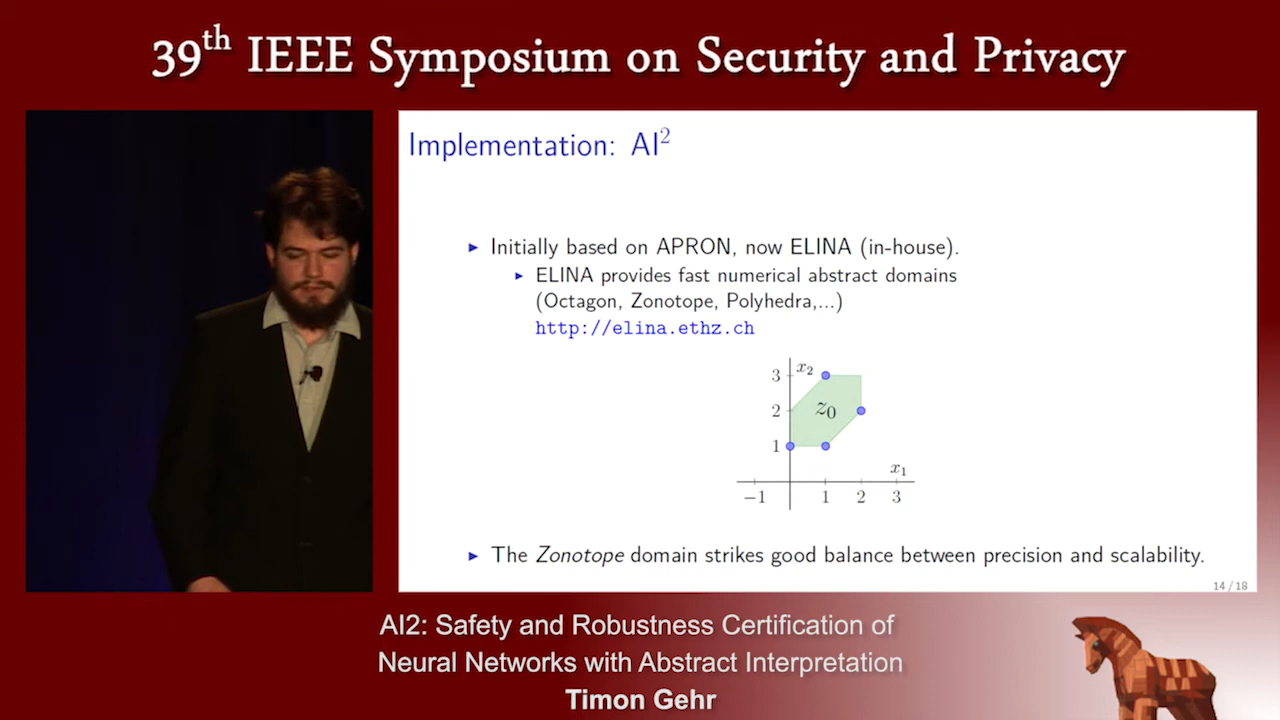 39th IEEE Symposium on Security and Privacy
Implementation: AI2
▸ Initially based on APRON, now ELINA (in-house).
▸ ELINA provides fast numerical abstract domains
(Octagon, Zonotope, Polyhedra,...)
http://elina.ethz.ch
3 x2
2 z0
1
x1
−1 1 2 3
▸ The Zonotope domain strikes good balance between precision and scalability.
14 / 18
AI2: Safety and Robustness Certification of
Neural Networks with Abstract Interpretation
Timon Gehr